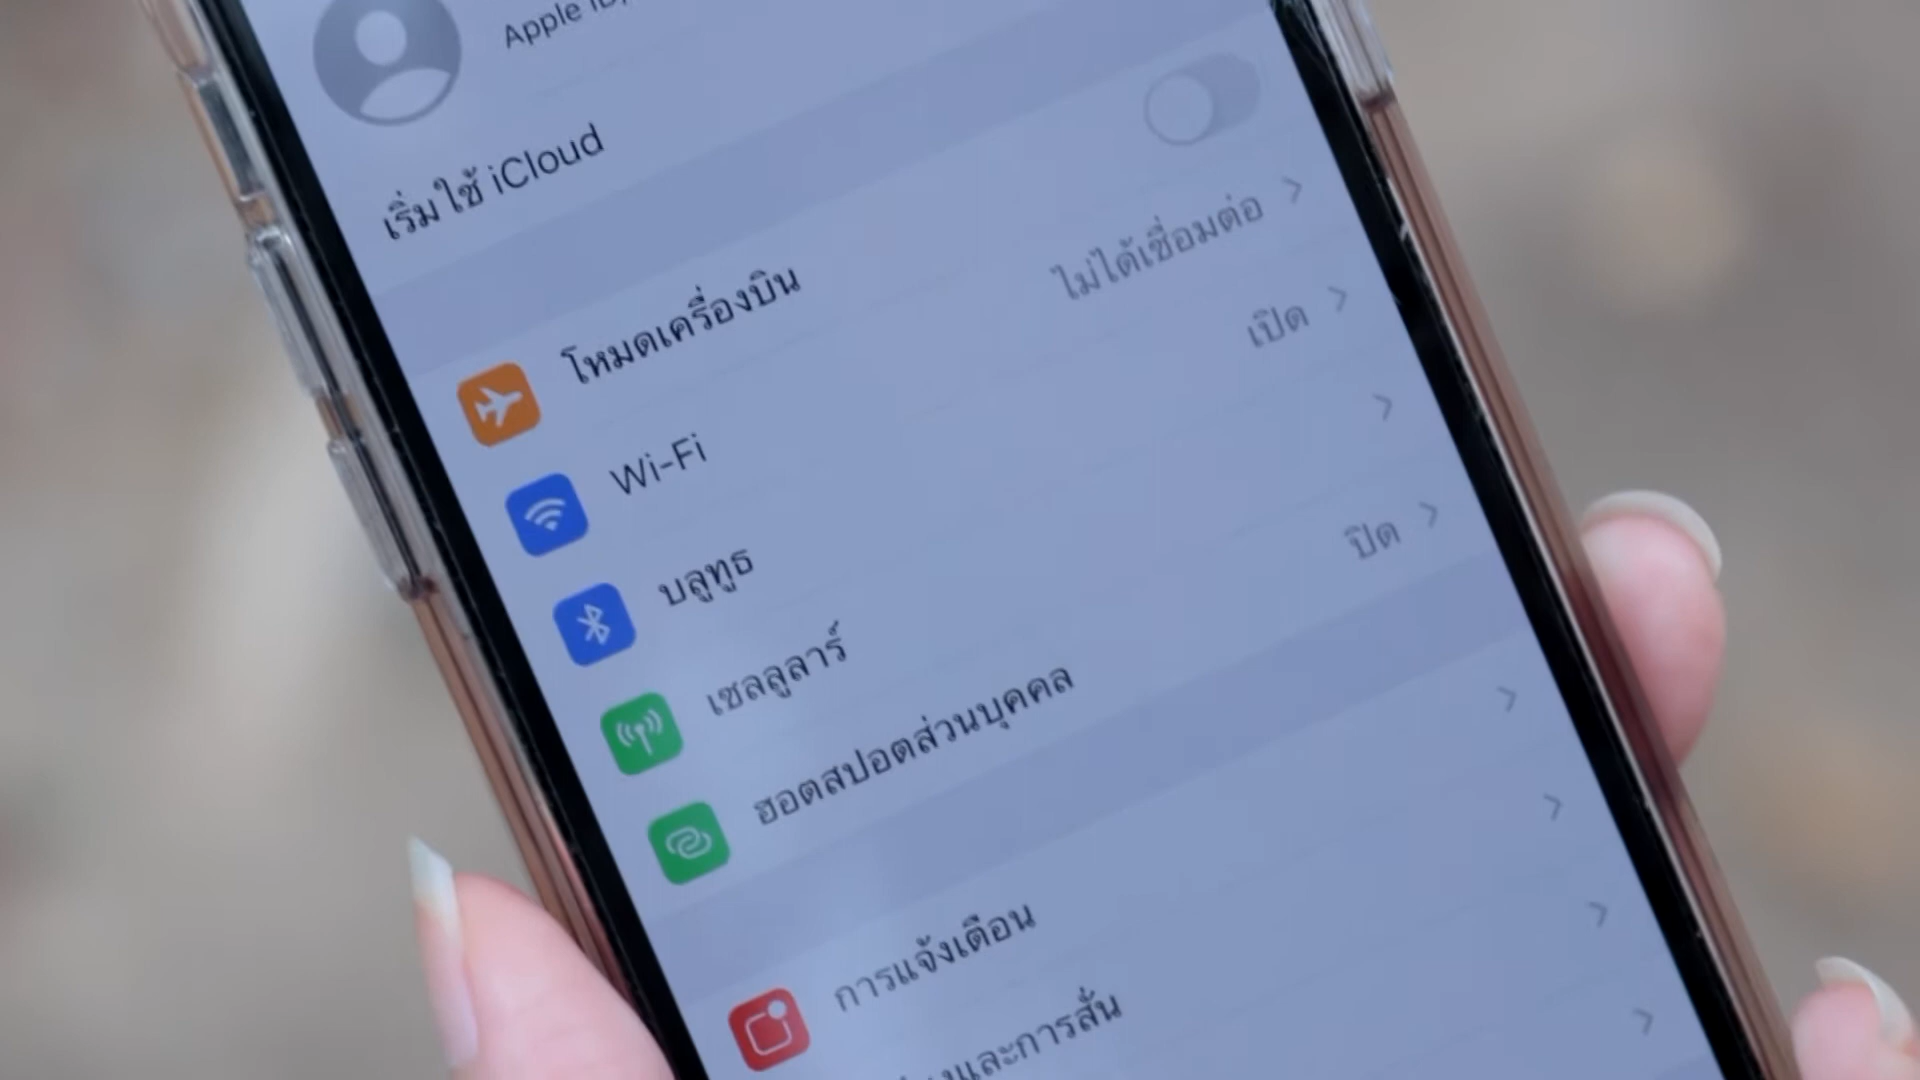 Apple ID,
เริ่มใช้ iCloud
โหมดเครื่องบิน
Wi-Fi ไม่ได้เชื่อมต่อ
บลูทูธ เปิด
เซลลูลาร์
ฮอตสปอตส่วนบุคคล ปิด
การแจ้งเตือน
และการสั่น